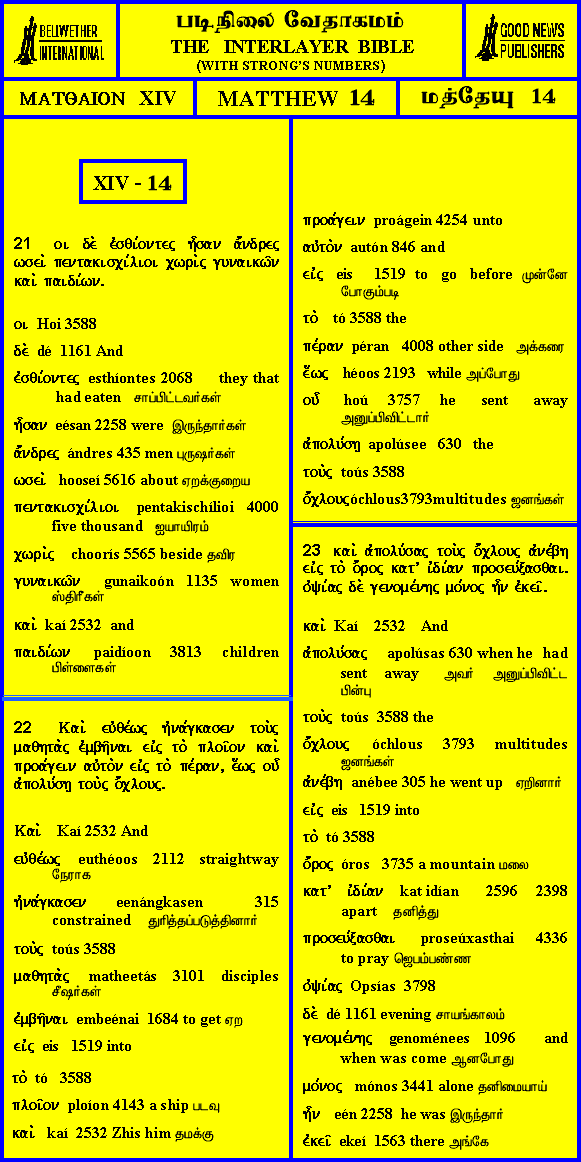 BELLWETHER
INTERNATIONAL
படிநிலை வேதாகமம்
THE INTERLAYER BIBLE
(WITH STRONG'S NUMBERS)
GOOD NEWS
PUBLISHERS
ΜΑΤΘΑΙΟΝ XIV
MATTHEW 14
மத்தேயு 14
XIV - 14
21 οι δὲ ἐσθίοντες ἦσαν ἄνδρες
ωσεὶ πεντακισχίλιοι χωρὶς γυναικῶν
καὶ παιδίων.
οι Hoi 3588
δὲ dé 1161 And
ἐσθίοντες esthíontes 2068 they that
had eaten சாப்பிட்டவர்கள்
ἦσαν eésan 2258 were இருந்தார்கள்
ἄνδρες ándres 435 men புருஷர்கள்
ωσεὶ hooseí 5616 about ஏறக்குறைய
πεντακισχίλιοι pentakischílioi 4000
five thousand ஐயாயிரம்
χωρὶς choorís 5565 beside தவிர
γυναικῶν gunaikoón 1135 women
ஸ்திரீகள்
καὶ kaí 2532 and
παιδίων paidíoon 3813 children
பிள்ளைகள்
22 Καὶ εὐθέως ἠνάγκασεν τοὺς
μαθητὰς ἐμβῆναι εἰς τὸ πλοῖον καὶ
προάγειν αὐτὸν εἰς τὸ πέραν, ἕως οὗ
ἀπολύσῃ τοὺς ὄχλους.
Καὶ Kaí 2532 And
εὐθέως euthéoos 2112 straightway
நேராக
ἠνάγκασεν eenángkasen 315
constrained துரித்தப்படுத்தினார்
τοὺς toús 3588
μαθητὰς matheetás 3101 disciples
சீஷர்கள்
ἐμβῆναι embeénai 1684 to get ஏற
εἰς eis 1519 into
τὸ tó 3588
πλοῖον ploíon 4143 a ship படவு
καὶ kaí 2532 Zhis him தமக்கு
προάγειν proágein 4254 unto
αὐτὸν autón 846 and
εἰς eis 1519 to go before முன்னே
போகும்படி
τὸ tó 3588 the
πέραν péran 4008 other side அக்கரை
ἕως héoos 2193 while அப்போது
οὗ hoú 3757 he sent away
அனுப்பிவிட்டார்
ἀπολύσῃ apolúsee 630 the
τοὺς toús 3588
ὄχλουςóchlous3793multitudes ஜனங்கள்
23 καὶ ἀπολύσας τοὺς ὄχλους ἀνέβη
εἰς τὸ ὄρος κατ’ ἰδίαν προσεύξασθαι.
ὀψίας δὲ γενομένης μόνος ἦν ἐκεῖ.
καὶ Kaí 2532 And
ἀπολύσας apolúsas 630 when he had
sent away அவர் அனுப்பிவிட்ட
பின்பு
τοὺς toús 3588 the
ὄχλους óchlous 3793 multitudes
ஜனங்கள்
ἀνέβη anébee 305 he went up ஏறினார்
εἰς eis 1519 into
τὸ tó 3588
ὄρος óros 3735 a mountain மலை
κατ’ ἰδίαν kat idían 2596 2398
apart தனித்து
προσεύξασθαι proseúxasthai 4336
to pray ஜெபம்பண்ண
ὀψίας Opsías 3798
δὲ dé 1161 evening சாயங்காலம்
γενομένης genoménees 1096 and
when was come ஆனபோது
μόνος mónos 3441 alone தனிமையாய்
ἦν eén 2258 he was இருந்தார்
ἐκεῖ ekeí 1563 there அங்கே